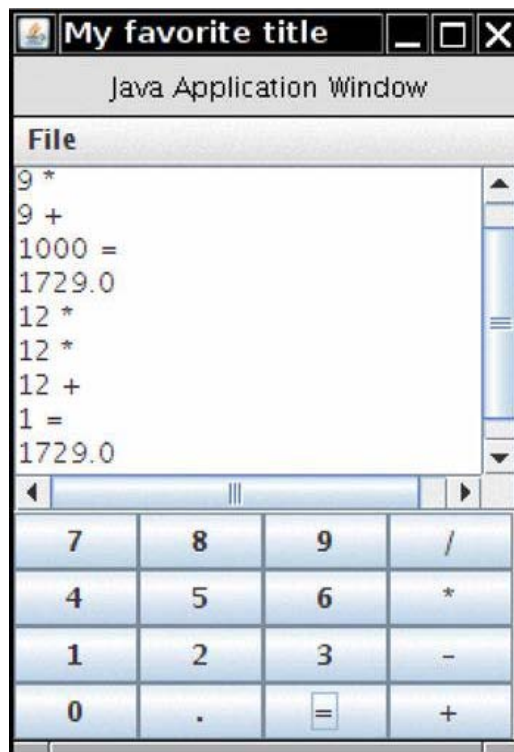 My favorite title
Java Application Window
File
9 *
9 +
1000 =
1729.0
12 *
12 *
12 +
1 =
1729.0
7 8 9 /
4 5 6 *
1 2 3 -
0 . = +